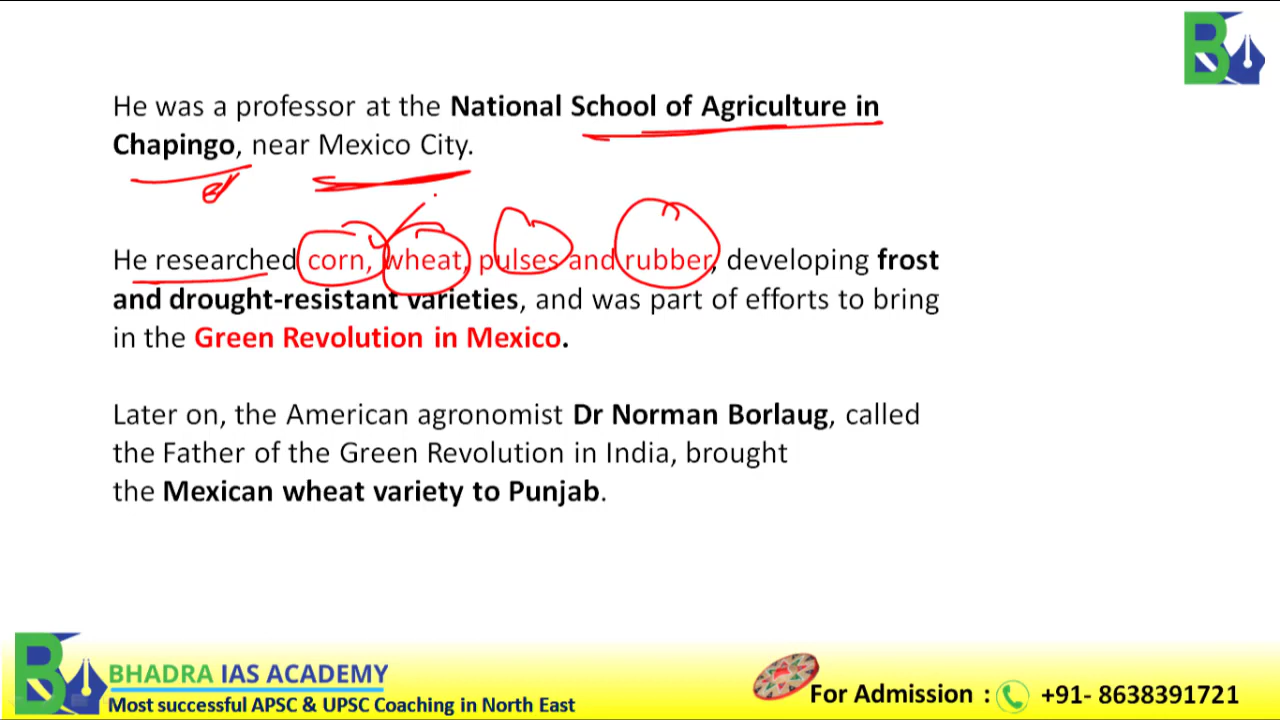 He was a professor at the National School of Agriculture in
Chapingo, near Mexico City.
He researched corn, wheat, pulses and rubber, developing frost
and drought-resistant varieties, and was part of efforts to bring
in the Green Revolution in Mexico.
Later on, the American agronomist Dr Norman Borlaug, called
the Father of the Green Revolution in India, brought
the Mexican wheat variety to Punjab.
BHADRA IAS ACADEMY
Most successful APSC & UPSC Coaching in North East
For Admission : +91- 8638391721